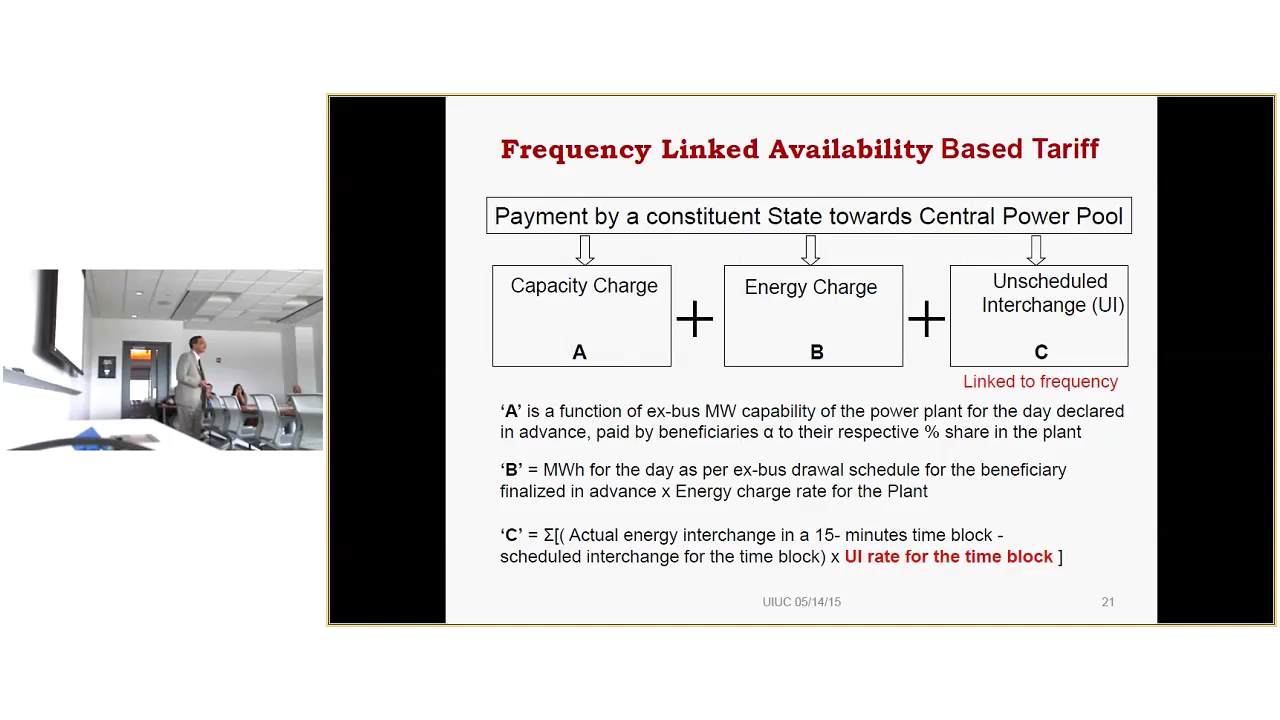 Frequency Linked Availability Based Tariff
Payment by a constituent State towards Central Power Pool
Capacity Charge
A
+
Energy Charge
B
+
Unscheduled
Interchange (UI)
C
Linked to frequency
‘A’ is a function of ex-bus MW capability of the power plant for the day declared
in advance, paid by beneficiaries α to their respective % share in the plant
‘B’ = MWh for the day as per ex-bus drawal schedule for the beneficiary
finalized in advance x Energy charge rate for the Plant
‘C’ = Σ[( Actual energy interchange in a 15- minutes time block -
scheduled interchange for the time block) x UI rate for the time block ]
UIUC 05/14/15
21